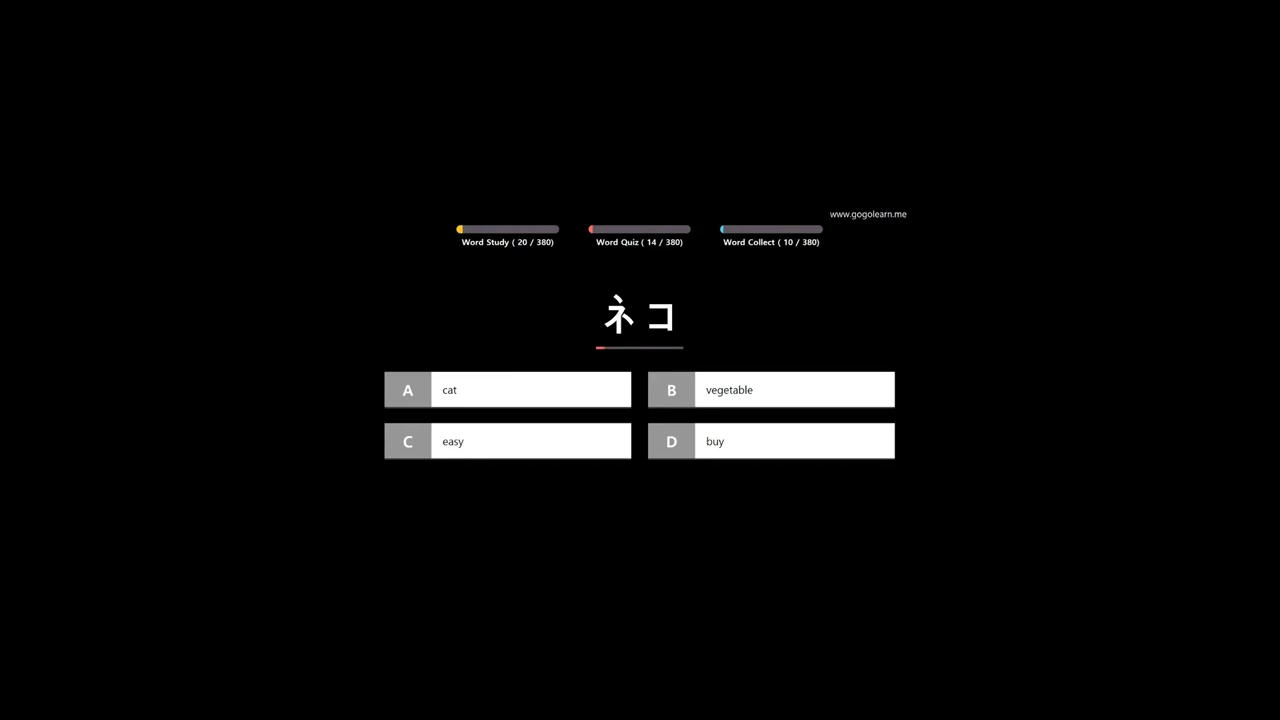 www.gogolearn.me
Word Study ( 20 / 380)
Word Quiz ( 14 / 380)
Word Collect ( 10 / 380)
ネコ
A cat
B vegetable
C easy
D buy